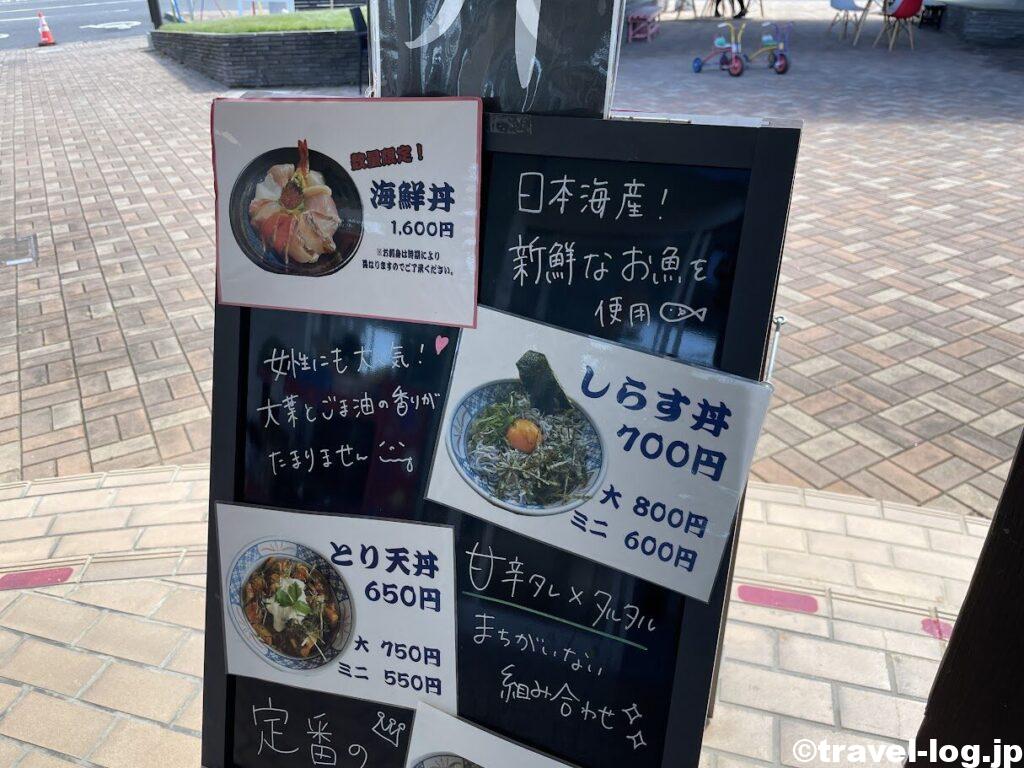 丼
数量限定！
海鮮丼
1,600円
※お刺身は時期により
異なりますのでご了承ください。
日本海産！
新鮮なお魚を
使用
女性にも大人気！
大葉とごま油の香りが
たまりません
しらす丼
700円
大 800円
ミニ 600円
とり天丼
650円
大 750円
ミニ 550円
甘辛タレ×タルタル
まちがいない
組み合わせ
定番の
©travel-log.jp